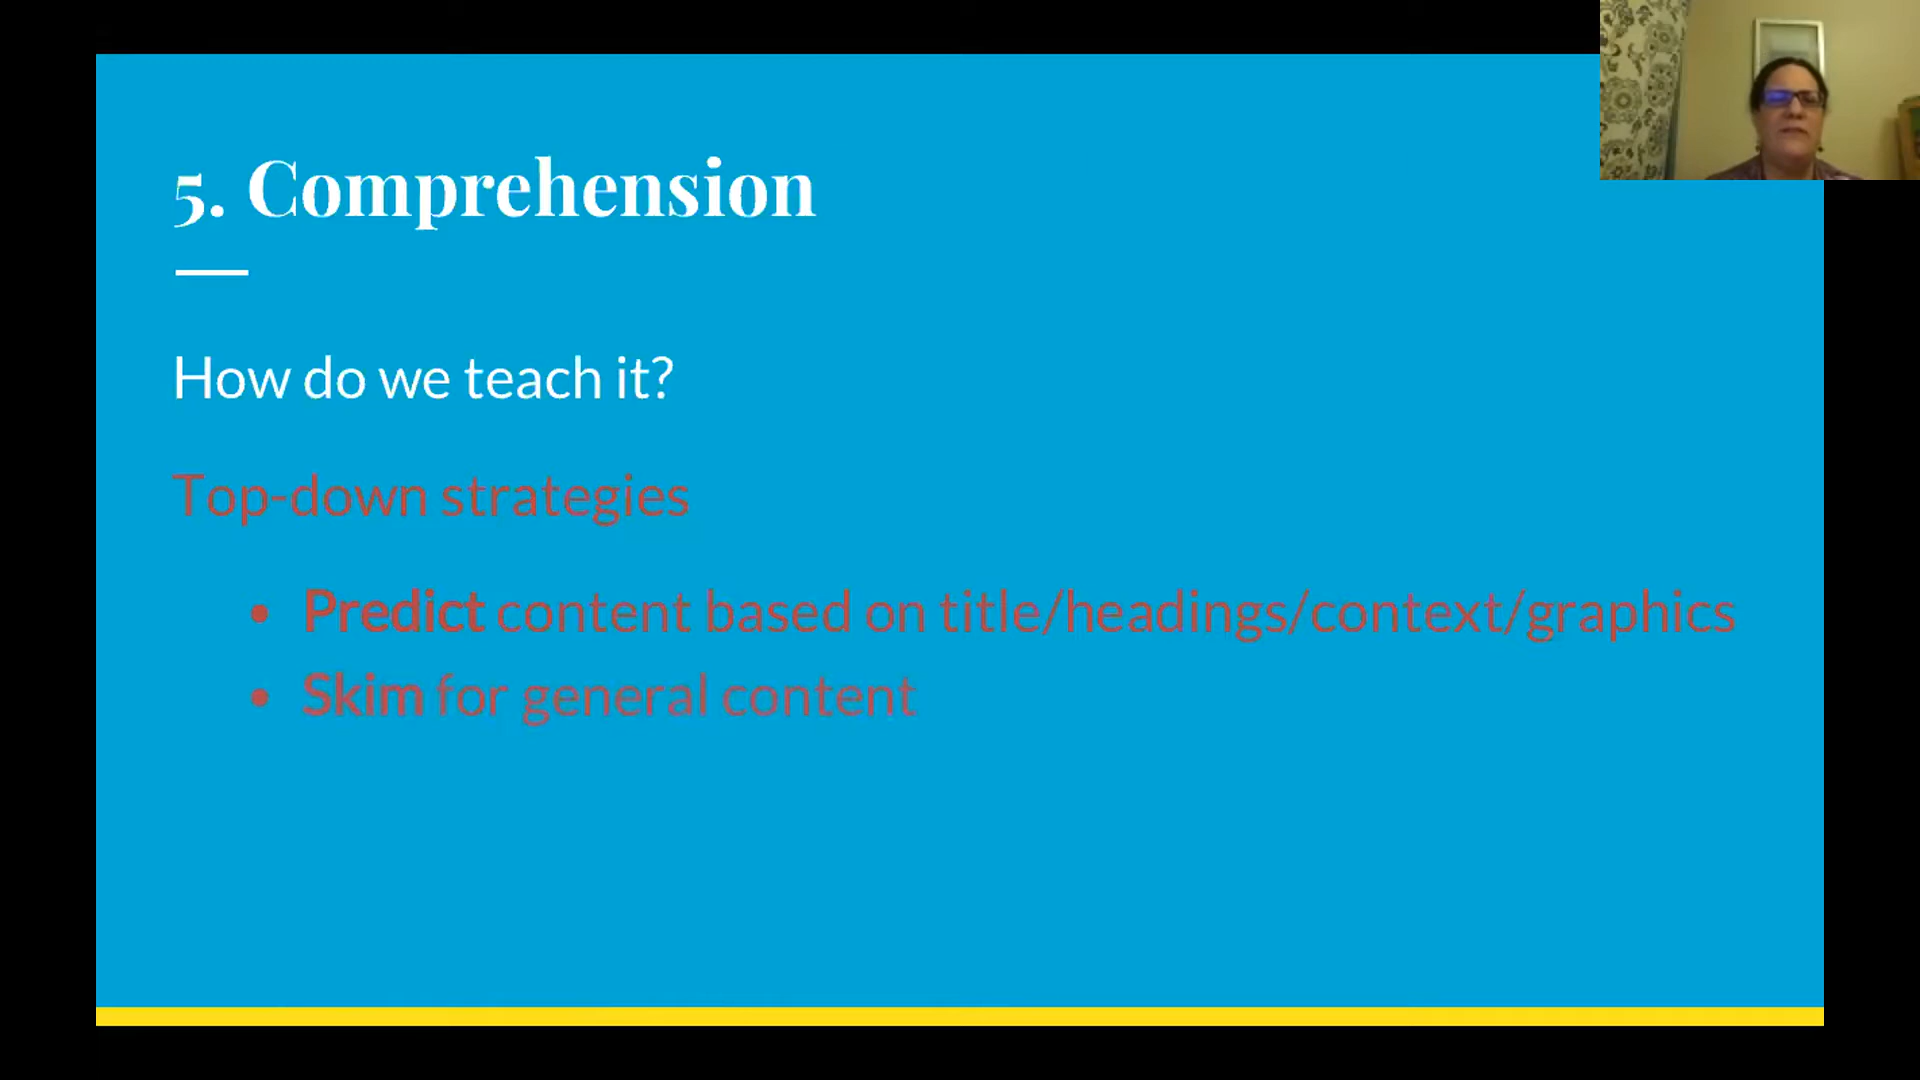 5. Comprehension
How do we teach it?
Top-down strategies
• Predict content based on title/headings/context/graphics
• Skim for general content